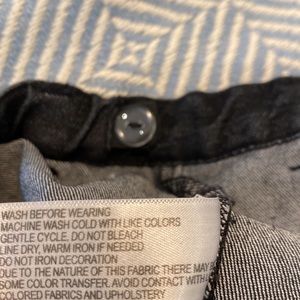 WASH BEFORE WEARING
MACHINE WASH COLD WITH LIKE COLORS
GENTLE CYCLE, DO NOT BLEACH
LINE DRY, WARM IRON IF NEEDED
DO NOT IRON DECORATION
DUE TO THE NATURE OF THIS FABRIC THERE MAY
SOME COLOR TRANSFER. AVOID CONTACT WITH
COLORED FABRICS AND UPHOLSTERY